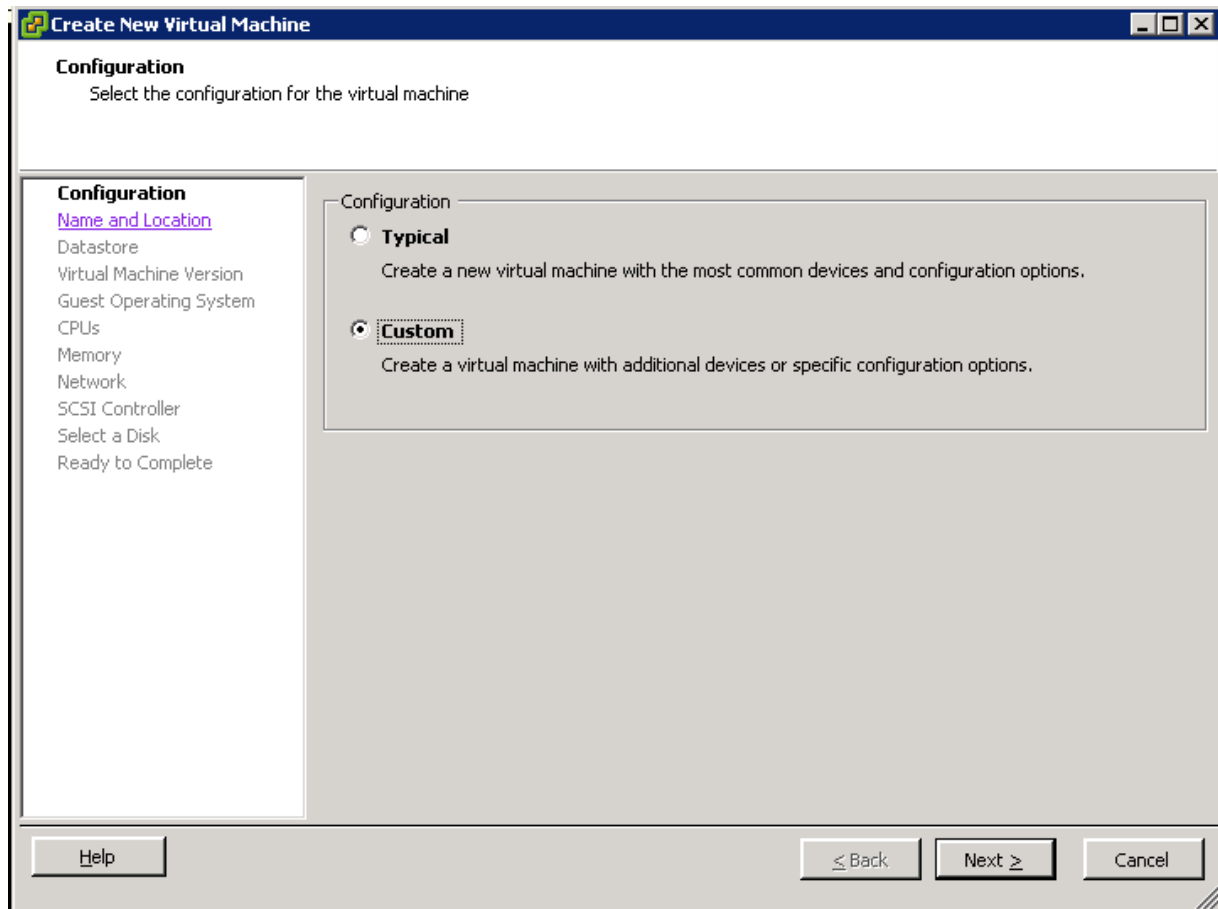 Create New Virtual Machine
Configuration
Select the configuration for the virtual machine
Configuration
Name and Location
Datastore
Virtual Machine Version
Guest Operating System
CPUs
Memory
Network
SCSI Controller
Select a Disk
Ready to Complete
Configuration
Typical
Create a new virtual machine with the most common devices and configuration options.
Custom
Create a virtual machine with additional devices or specific configuration options.
Help
≤ Back
Next ≥
Cancel